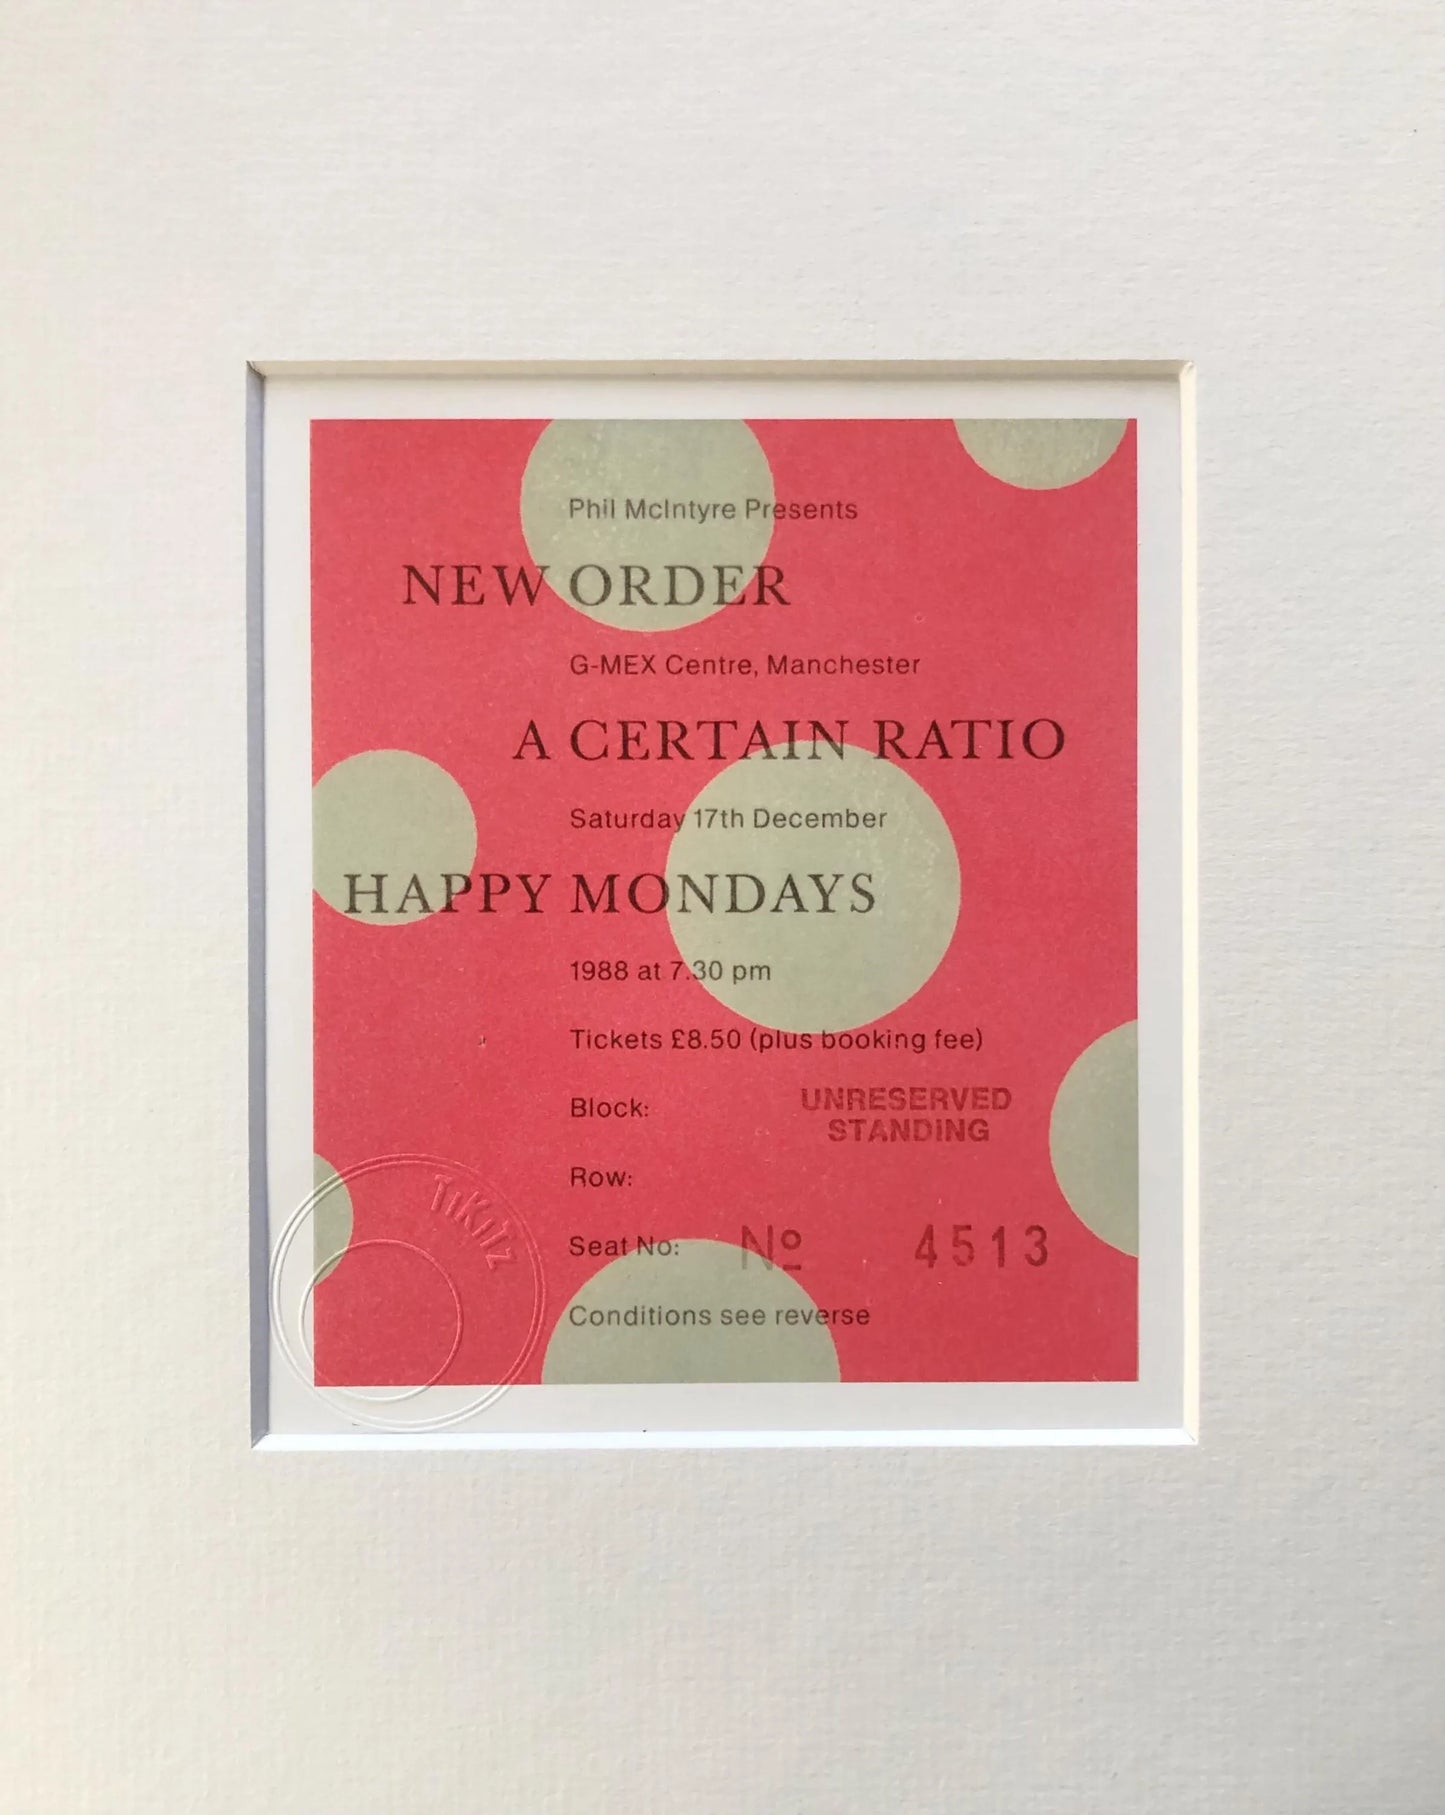 Phil McIntyre Presents
NEW ORDER
G-MEX Centre, Manchester
A CERTAIN RATIO
Saturday 17th December
HAPPY MONDAYS
1988 at 7.30 pm
Tickets £8.50 (plus booking fee)
Block: UNRESERVED
STANDING
Row:
TiKitz
Seat No: Nº 4513
Conditions see reverse